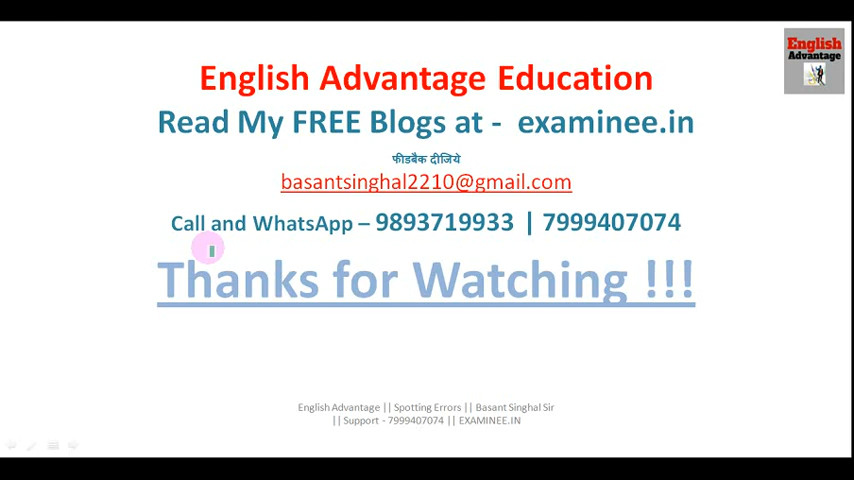 English
Advantage
English Advantage Education
Read My FREE Blogs at - examinee.in
फीडबैक दीजिये
basantsinghal2210@gmail.com
Call and WhatsApp – 9893719933 | 7999407074
Thanks for Watching !!!
English Advantage || Spotting Errors || Basant Singhal Sir
|| Support - 7999407074 || EXAMINEE.IN